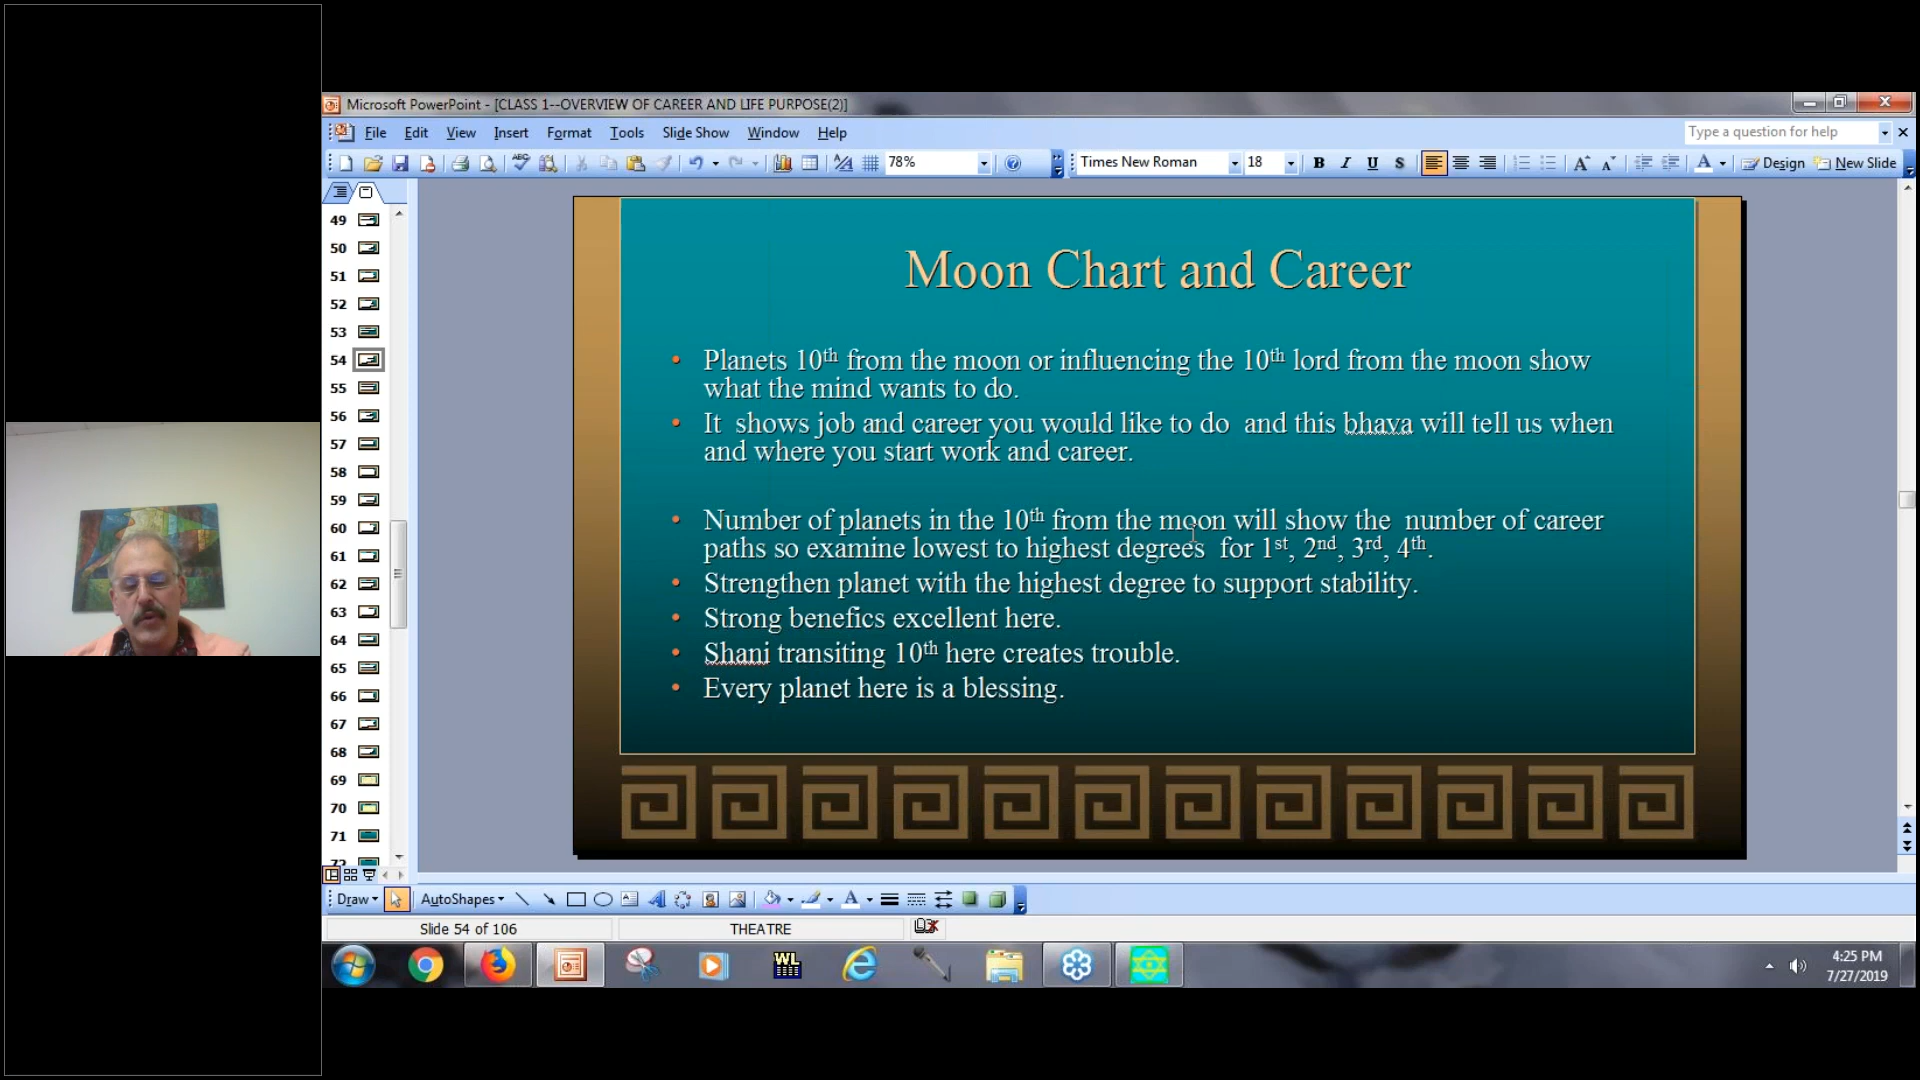 Microsoft PowerPoint - [CLASS 1--OVERVIEW OF CAREER AND LIFE PURPOSE(2)]
File Edit View Insert Format Tools Slide Show Window Help
Type a question for help
78%
Times New Roman 18 B I U S A A A Design New Slide
Moon Chart and Career
• Planets 10th from the moon or influencing the 10th lord from the moon show
what the mind wants to do.
• It  shows job and career you would like to do  and this bhava will tell us when
and where you start work and career.
• Number of planets in the 10th from the moon will show the  number of career
paths so examine lowest to highest degrees  for 1st, 2nd, 3rd, 4th.
• Strengthen planet with the highest degree to support stability.
• Strong benefics excellent here.
• Shani transiting 10th here creates trouble.
• Every planet here is a blessing.
49
50
51
52
53
54
55
56
57
58
59
60
61
62
63
64
65
66
67
68
69
70
71
72
Draw AutoShapes A
Slide 54 of 106
THEATRE
WL
4:25 PM
7/27/2019